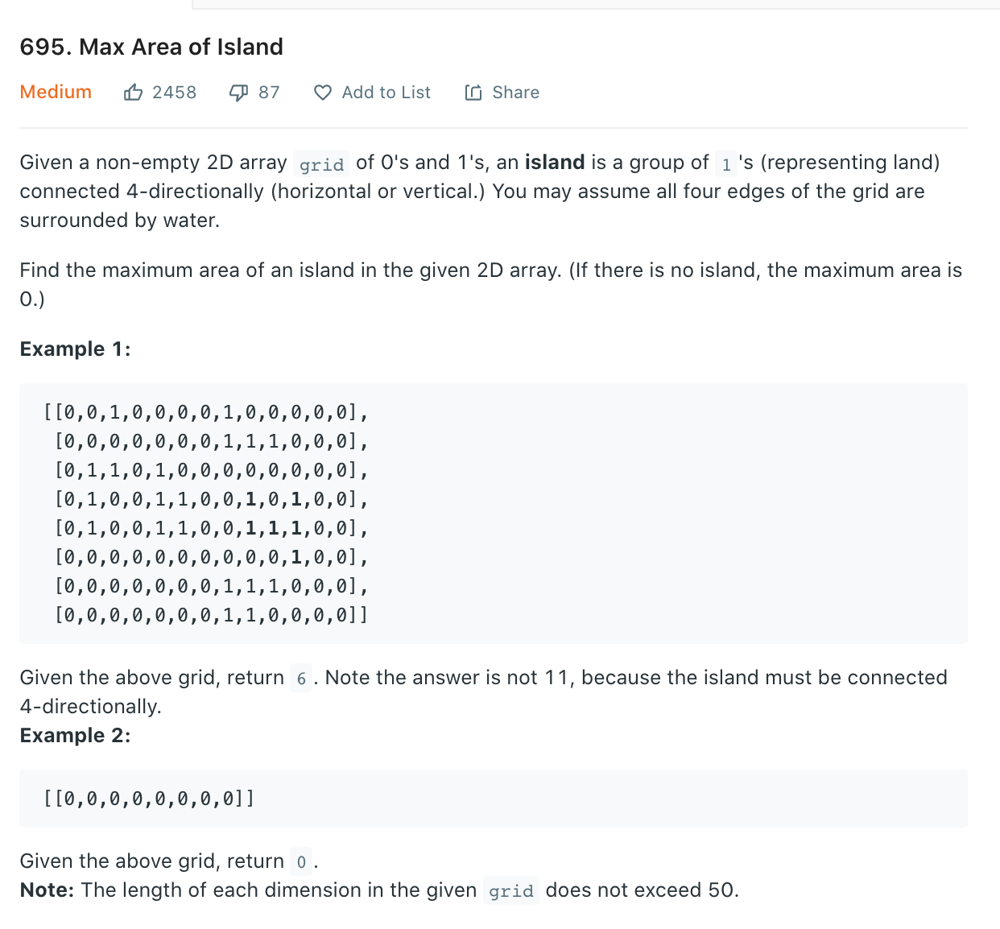 695. Max Area of Island
Medium 2458 87 Add to List Share
Given a non-empty 2D array grid of 0's and 1's, an island is a group of 1 's (representing land)
connected 4-directionally (horizontal or vertical.) You may assume all four edges of the grid are
surrounded by water.
Find the maximum area of an island in the given 2D array. (If there is no island, the maximum area is
0.)
Example 1:
[[0,0,1,0,0,0,0,1,0,0,0,0,0],
[0,0,0,0,0,0,0,1,1,1,0,0,0],
[0,1,1,0,1,0,0,0,0,0,0,0,0],
[0,1,0,0,1,1,0,0,1,0,1,0,0],
[0,1,0,0,1,1,0,0,1,1,1,0,0],
[0,0,0,0,0,0,0,0,0,0,1,0,0],
[0,0,0,0,0,0,0,1,1,1,0,0,0],
[0,0,0,0,0,0,0,1,1,0,0,0,0]]
Given the above grid, return 6 . Note the answer is not 11, because the island must be connected
4-directionally.
Example 2:
[[0,0,0,0,0,0,0,0]]
Given the above grid, return 0 .
Note: The length of each dimension in the given grid does not exceed 50.